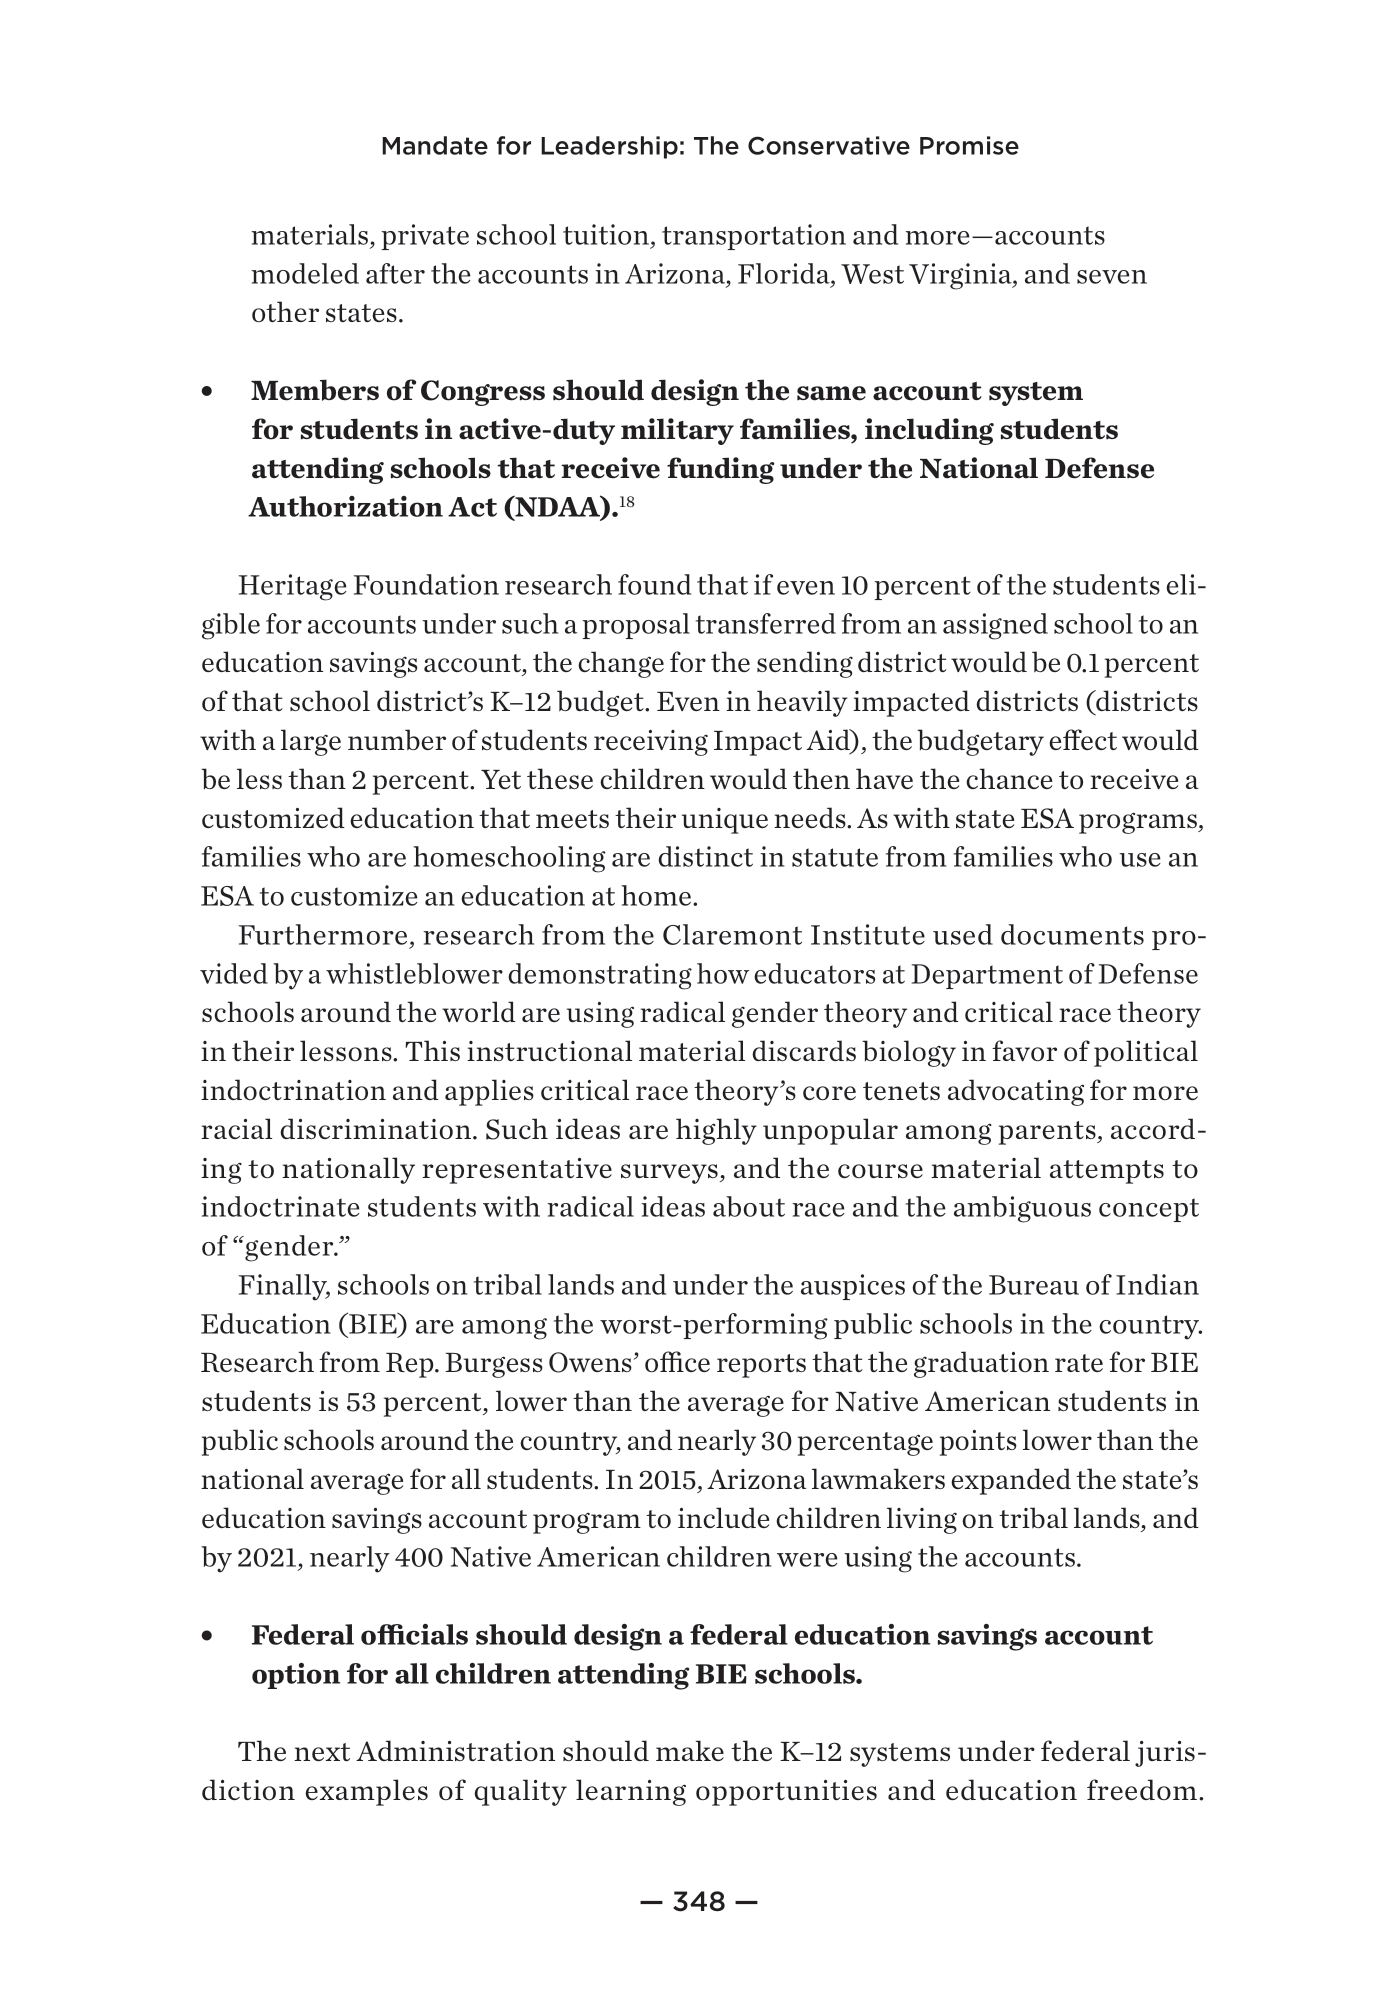 Mandate for Leadership: The Conservative Promise
materials, private school tuition, transportation and more—accounts
modeled after the accounts in Arizona, Florida, West Virginia, and seven
other states.
• Members of Congress should design the same account system
for students in active-duty military families, including students
attending schools that receive funding under the National Defense
Authorization Act (NDAA).18
Heritage Foundation research found that if even 10 percent of the students eli-
gible for accounts under such a proposal transferred from an assigned school to an
education savings account, the change for the sending district would be 0.1 percent
of that school district’s K–12 budget. Even in heavily impacted districts (districts
with a large number of students receiving Impact Aid), the budgetary effect would
be less than 2 percent. Yet these children would then have the chance to receive a
customized education that meets their unique needs. As with state ESA programs,
families who are homeschooling are distinct in statute from families who use an
ESA to customize an education at home.
Furthermore, research from the Claremont Institute used documents pro-
vided by a whistleblower demonstrating how educators at Department of Defense
schools around the world are using radical gender theory and critical race theory
in their lessons. This instructional material discards biology in favor of political
indoctrination and applies critical race theory’s core tenets advocating for more
racial discrimination. Such ideas are highly unpopular among parents, accord-
ing to nationally representative surveys, and the course material attempts to
indoctrinate students with radical ideas about race and the ambiguous concept
of “gender.”
Finally, schools on tribal lands and under the auspices of the Bureau of Indian
Education (BIE) are among the worst-performing public schools in the country.
Research from Rep. Burgess Owens’ office reports that the graduation rate for BIE
students is 53 percent, lower than the average for Native American students in
public schools around the country, and nearly 30 percentage points lower than the
national average for all students. In 2015, Arizona lawmakers expanded the state’s
education savings account program to include children living on tribal lands, and
by 2021, nearly 400 Native American children were using the accounts.
• Federal officials should design a federal education savings account
option for all children attending BIE schools.
The next Administration should make the K–12 systems under federal juris-
diction examples of quality learning opportunities and education freedom.
— 348 —